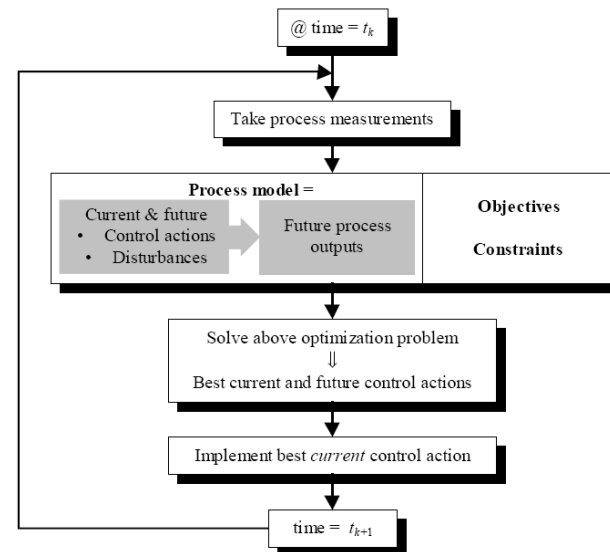 @ time = tₖ
Take process measurements
Process model =
Current & future
• Control actions
• Disturbances
Future process
outputs
Objectives
Constraints
Solve above optimization problem
⇓
Best current and future control actions
Implement best current control action
time = tₖ₊₁